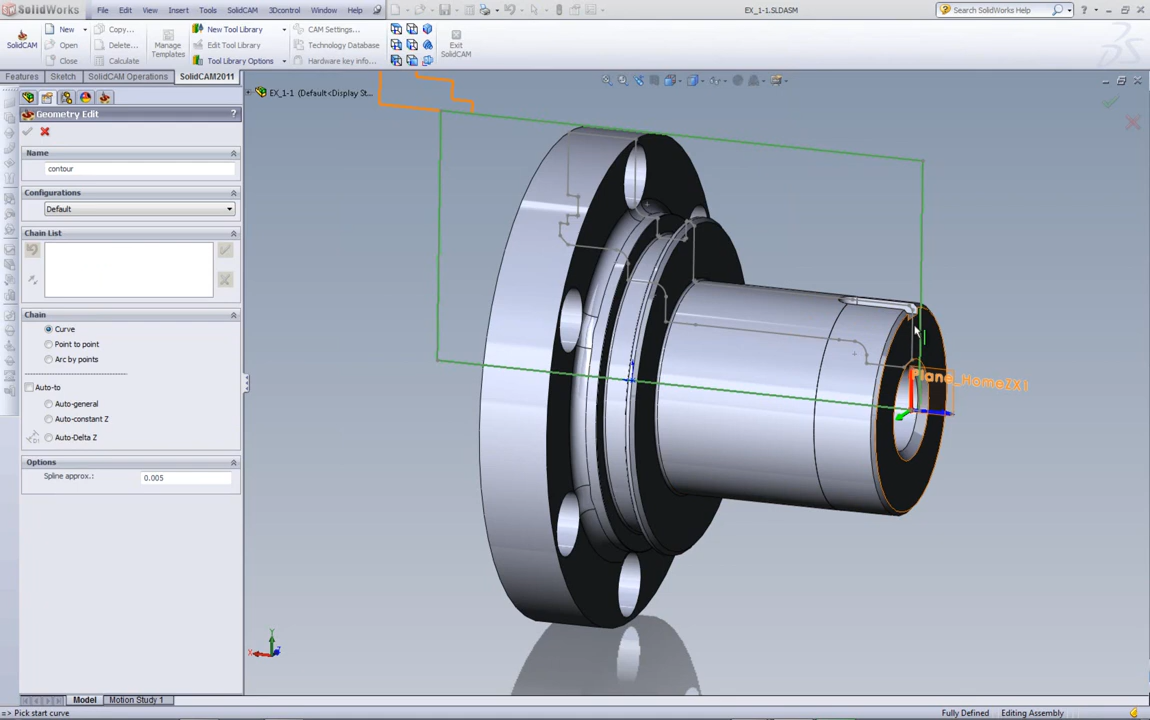 SolidWorks File Edit View Insert Tools SolidCAM 3Dcontrol Window Help EX_1-1.SLDASM Search SolidWorks Help
New Copy... New Tool Library CAM Settings...
SolidCAM Open Delete... Manage Templates Edit Tool Library Technology Database Exit SolidCAM
Close Calculate Tool Library Options Hardware key info...
Features Sketch SolidCAM Operations SolidCAM2011
EX_1-1 (Default<Display St...
Geometry Edit ?
Name
contour
Configurations
Default
Chain List
Chain
Curve
Point to point
Arc by points
Auto-to
Auto-general
Auto-constant Z
Auto-Delta Z
Options
Spline approx.: 0.005
Plane_HomeZX1
Y
X
Z
Model Motion Study 1
=> Pick start curve Fully Defined Editing Assembly